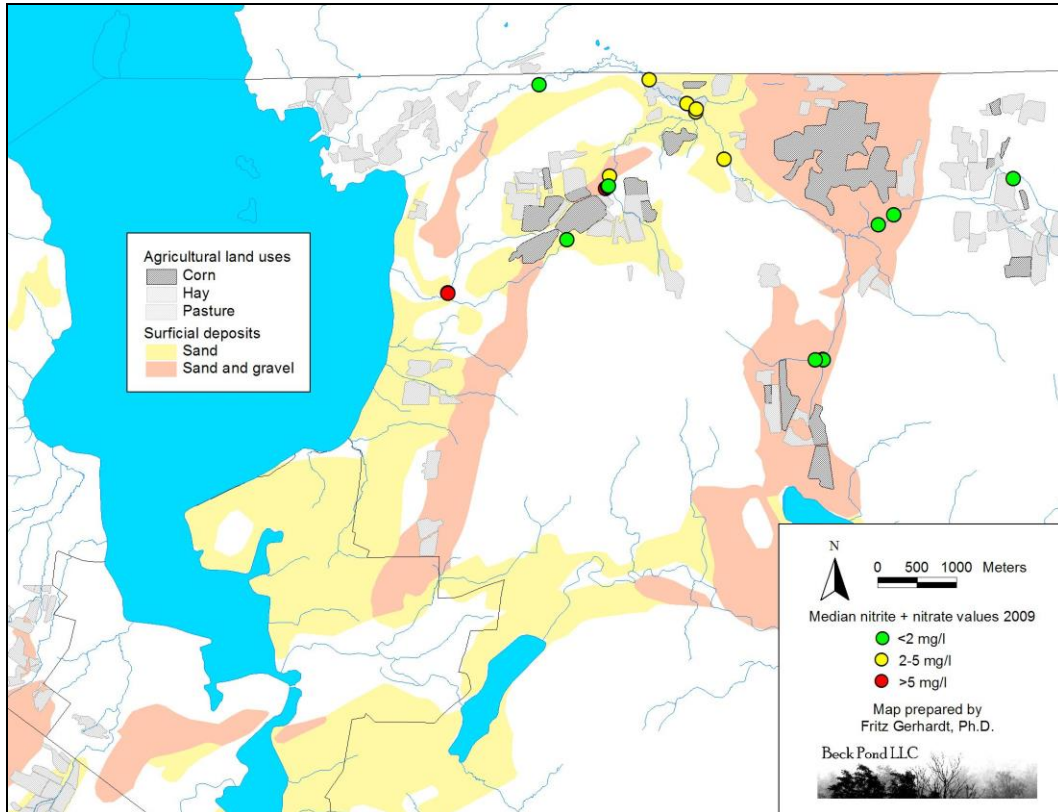 Agricultural land uses
Corn
Hay
Pasture
Surficial deposits
Sand
Sand and gravel
N
0 500 1000 Meters
Median nitrite + nitrate values 2009
<2 mg/l
2-5 mg/l
>5 mg/l
Map prepared by
Fritz Gerhardt, Ph.D.
Beck Pond LLC